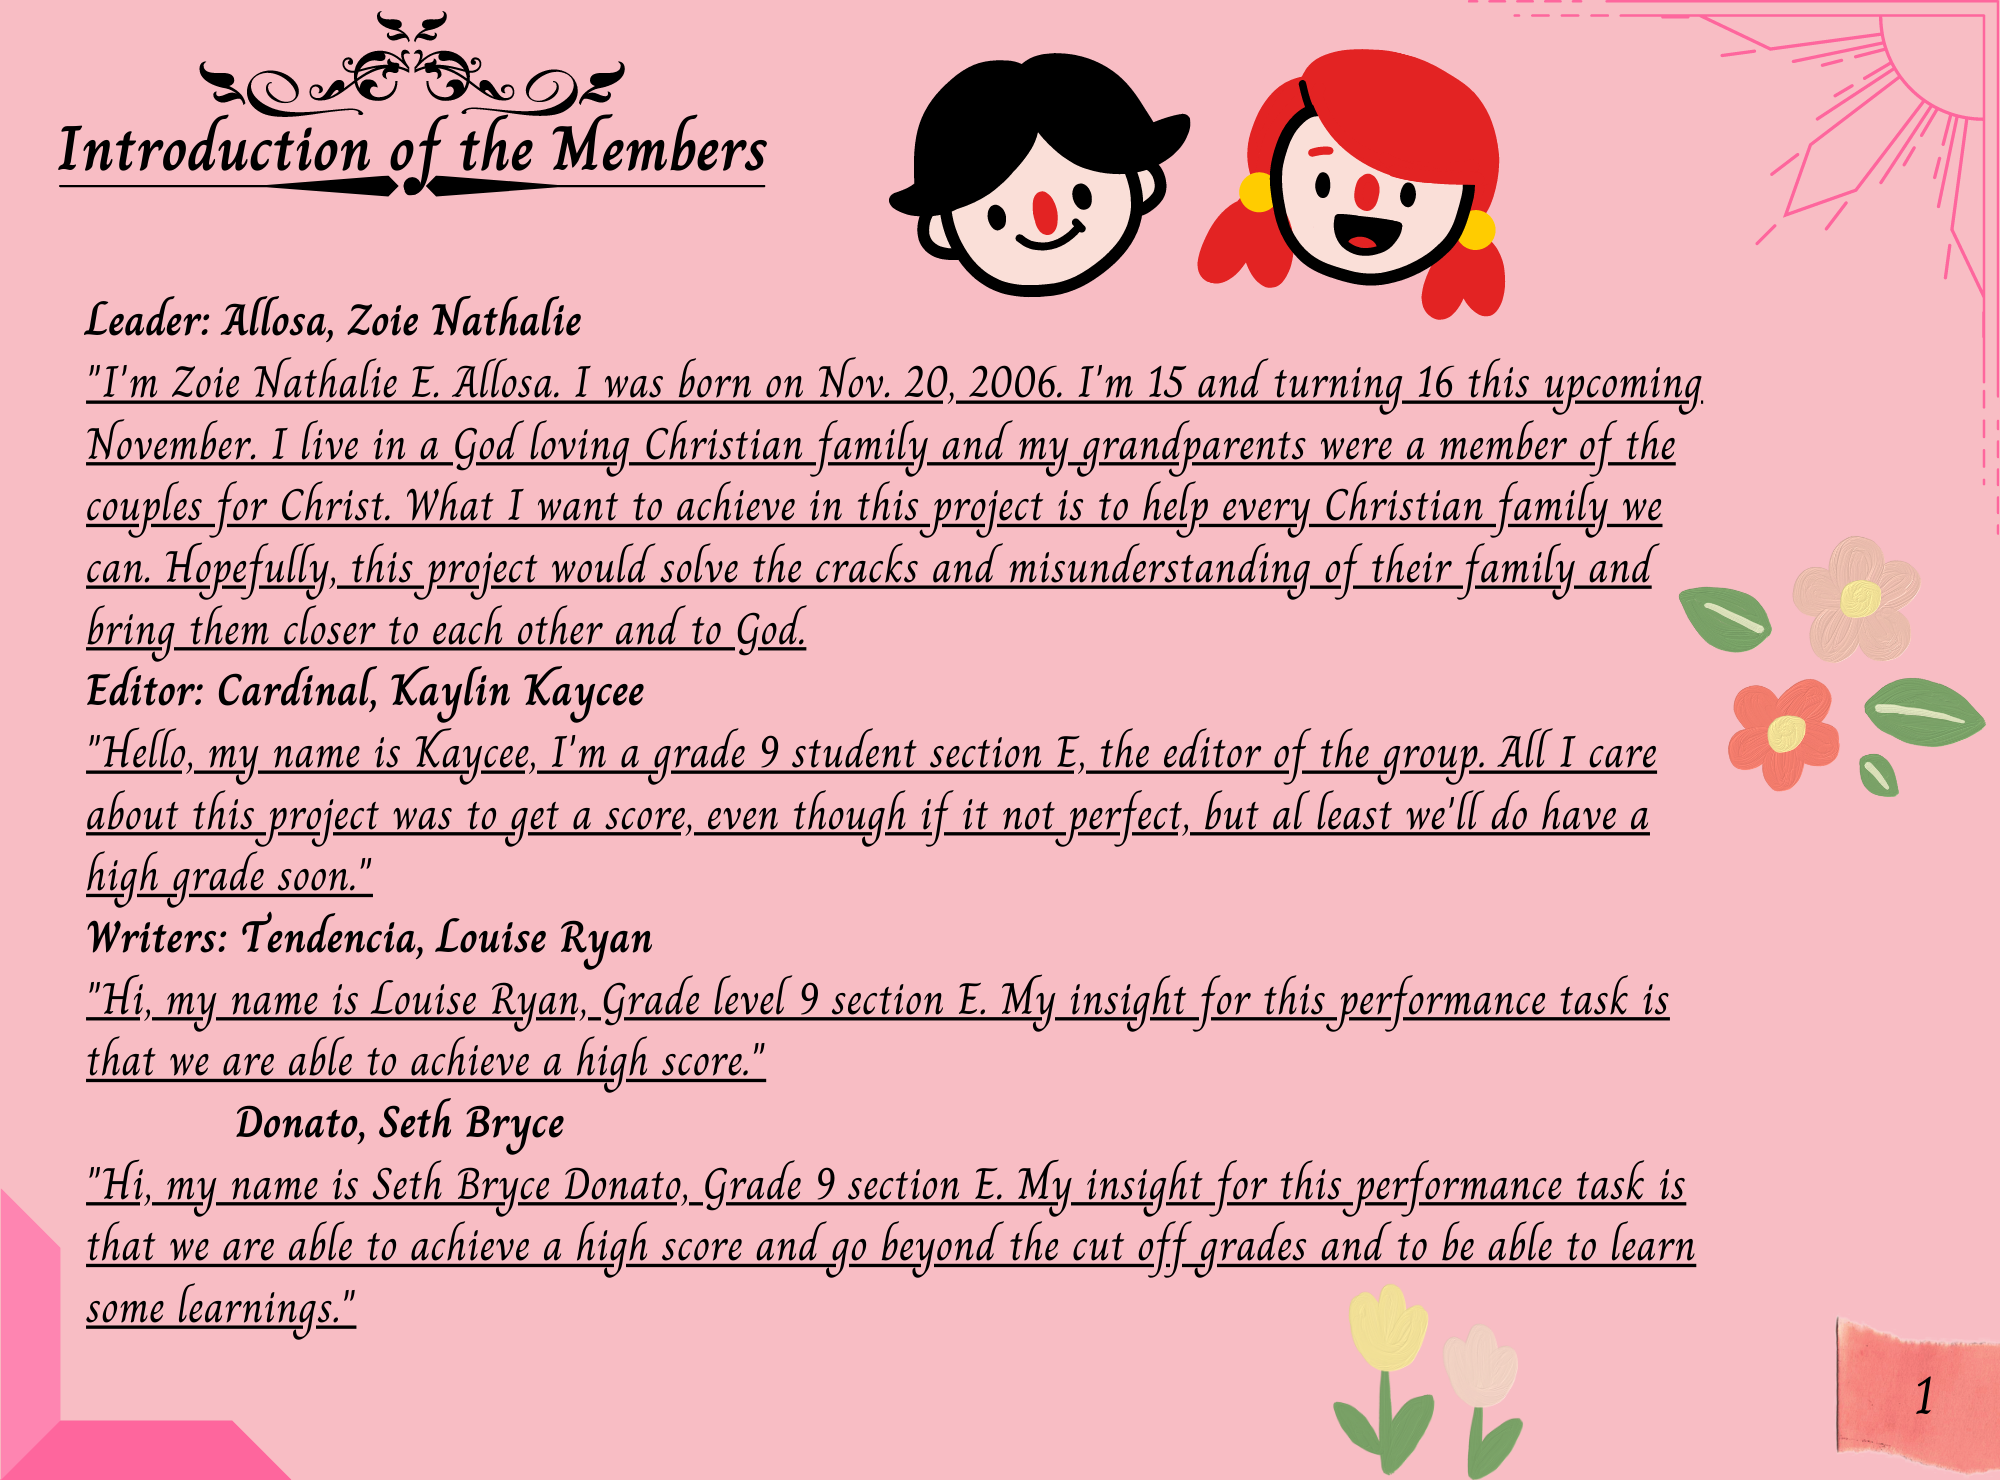 Introduction of the Members
Leader: Allosa, Zoie Nathalie
"I'm Zoie Nathalie E. Allosa. I was born on Nov. 20, 2006. I'm 15 and turning 16 this upcoming
November. I live in a God loving Christian family and my grandparents were a member of the
couples for Christ. What I want to achieve in this project is to help every Christian family we
can. Hopefully, this project would solve the cracks and misunderstanding of their family and
bring them closer to each other and to God.
Editor: Cardinal, Kaylin Kaycee
"Hello, my name is Kaycee, I'm a grade 9 student section E, the editor of the group. All I care
about this project was to get a score, even though if it not perfect, but al least we'll do have a
high grade soon."
Writers: Tendencia, Louise Ryan
"Hi, my name is Louise Ryan, Grade level 9 section E. My insight for this performance task is
that we are able to achieve a high score."
Donato, Seth Bryce
"Hi, my name is Seth Bryce Donato, Grade 9 section E. My insight for this performance task is
that we are able to achieve a high score and go beyond the cut off grades and to be able to learn
some learnings."
1